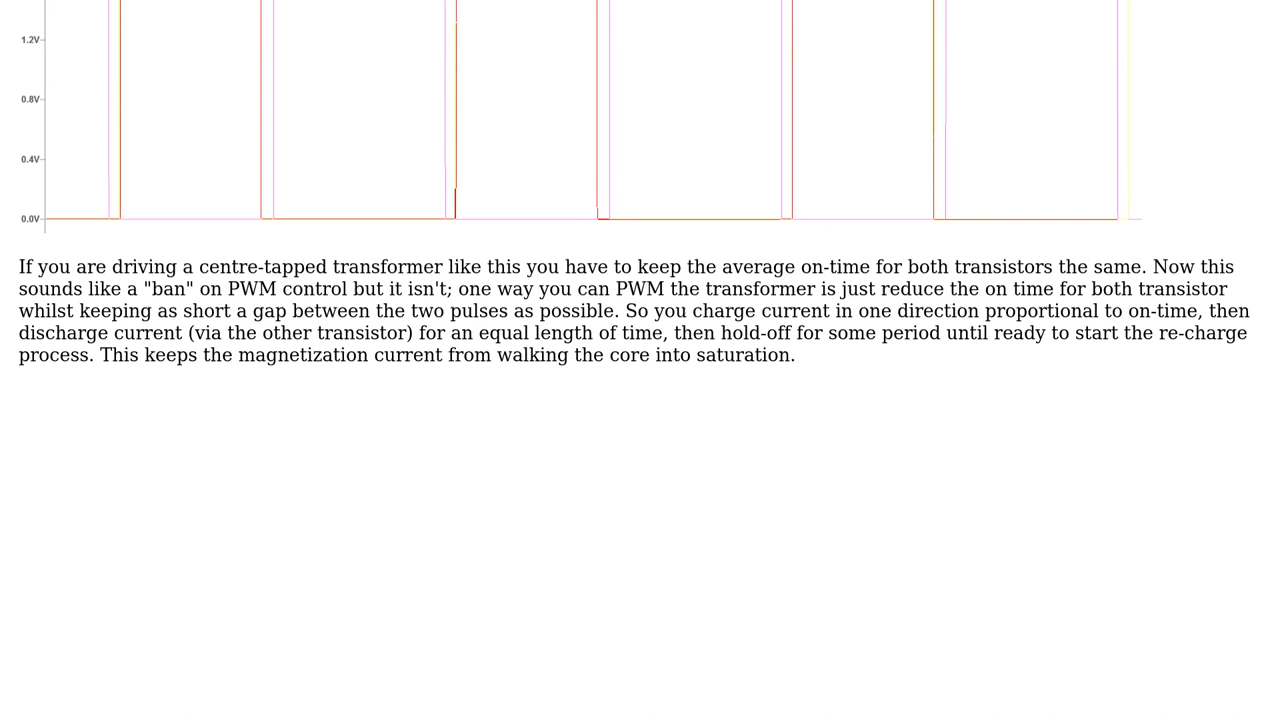 1.2V
0.8V
0.4V
0.0V
If you are driving a centre-tapped transformer like this you have to keep the average on-time for both transistors the same. Now this
sounds like a "ban" on PWM control but it isn't; one way you can PWM the transformer is just reduce the on time for both transistor
whilst keeping as short a gap between the two pulses as possible. So you charge current in one direction proportional to on-time, then
discharge current (via the other transistor) for an equal length of time, then hold-off for some period until ready to start the re-charge
process. This keeps the magnetization current from walking the core into saturation.